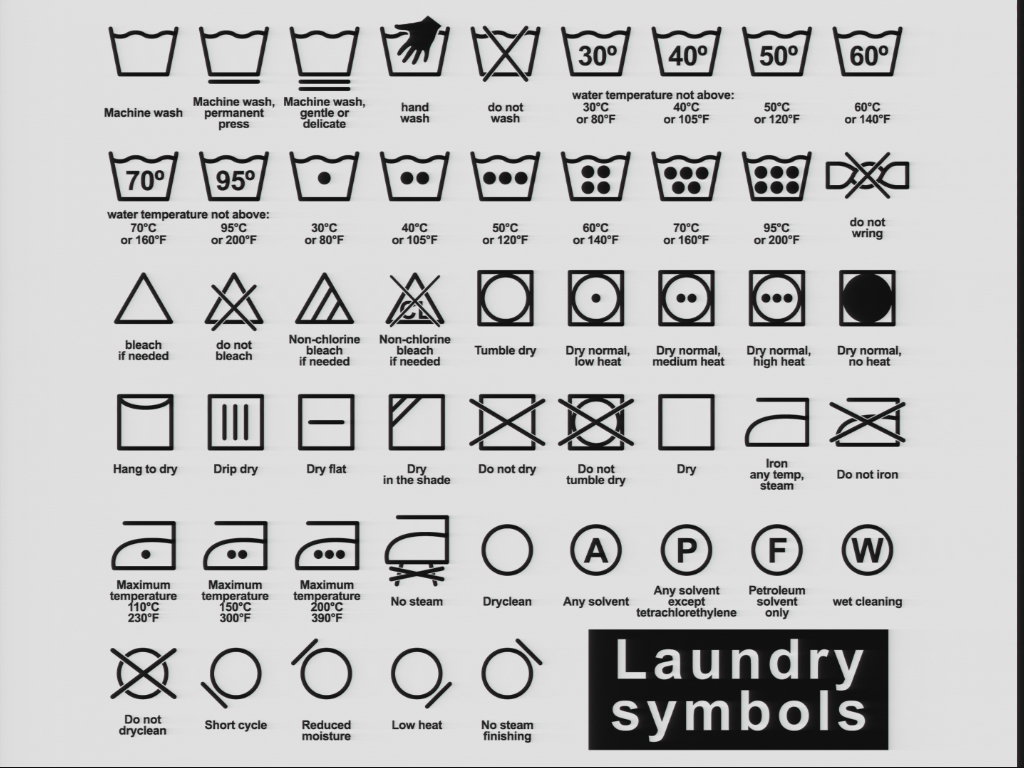 30º 40º 50º 60º
Machine wash
Machine wash,
permanent
press
Machine wash,
gentle or
delicate
hand
wash
do not
wash
water temperature not above:
30°C
or 80°F
40°C
or 105°F
50°C
or 120°F
60°C
or 140°F
70º 95º
water temperature not above:
70°C
or 160°F
95°C
or 200°F
30°C
or 80°F
40°C
or 105°F
50°C
or 120°F
60°C
or 140°F
70°C
or 160°F
95°C
or 200°F
do not
wring
CL
bleach
if needed
do not
bleach
Non-chlorine
bleach
if needed
Non-chlorine
bleach
if needed
Tumble dry
Dry normal,
low heat
Dry normal,
medium heat
Dry normal,
high heat
Dry normal,
no heat
Hang to dry
Drip dry
Dry flat
Dry
in the shade
Do not dry
Do not
tumble dry
Dry
Iron
any temp,
steam
Do not iron
A P F W
Maximum
temperature
110ºC
230°F
Maximum
temperature
150ºC
300°F
Maximum
temperature
200ºC
390°F
No steam
Dryclean
Any solvent
Any solvent
except
tetrachlorethylene
Petroleum
solvent
only
wet cleaning
Do not
dryclean
Short cycle
Reduced
moisture
Low heat
No steam
finishing
Laundry
symbols